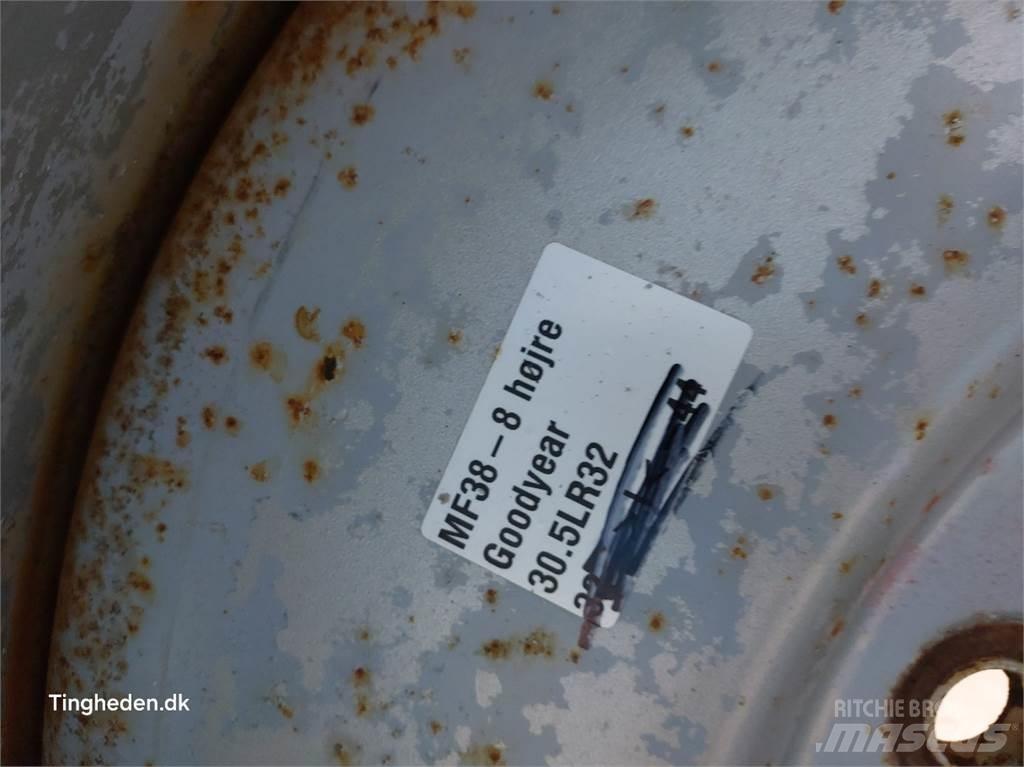 MF38 – 8 højre
Goodyear
30.5LR32
Tingheden.dk
RITCHIE BROS
MASCUS